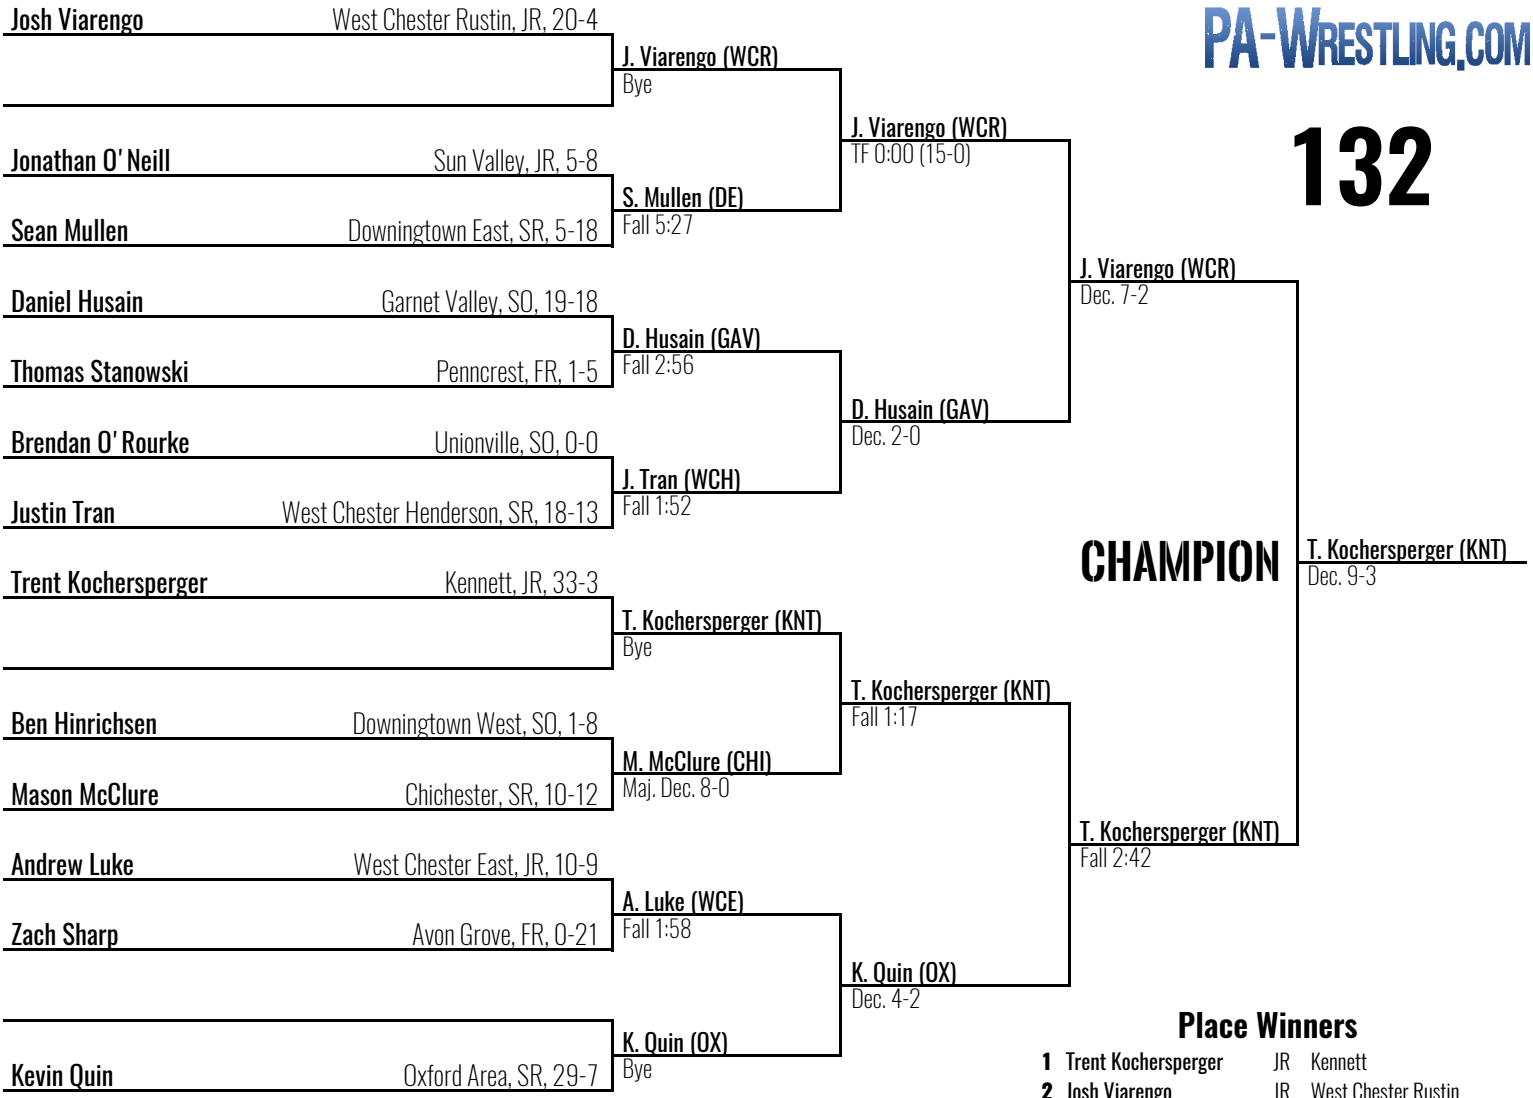 PA-WRESTLING.COM
132
Josh Viarengo West Chester Rustin, JR, 20-4
J. Viarengo (WCR)
Bye
J. Viarengo (WCR)
TF 0:00 (15-0)
Jonathan O'Neill Sun Valley, JR, 5-8
S. Mullen (DE)
Fall 5:27
Sean Mullen Downingtown East, SR, 5-18
J. Viarengo (WCR)
Dec. 7-2
Daniel Husain Garnet Valley, SO, 19-18
D. Husain (GAV)
Fall 2:56
Thomas Stanowski Penncrest, FR, 1-5
D. Husain (GAV)
Dec. 2-0
Brendan O'Rourke Unionville, SO, 0-0
J. Tran (WCH)
Fall 1:52
Justin Tran West Chester Henderson, SR, 18-13
CHAMPION
T. Kochersperger (KNT)
Dec. 9-3
Trent Kochersperger Kennett, JR, 33-3
T. Kochersperger (KNT)
Bye
T. Kochersperger (KNT)
Fall 1:17
Ben Hinrichsen Downingtown West, SO, 1-8
M. McClure (CHI)
Maj. Dec. 8-0
Mason McClure Chichester, SR, 10-12
T. Kochersperger (KNT)
Fall 2:42
Andrew Luke West Chester East, JR, 10-9
A. Luke (WCE)
Fall 1:58
Zach Sharp Avon Grove, FR, 0-21
K. Quin (OX)
Dec. 4-2
K. Quin (OX)
Bye
Kevin Quin Oxford Area, SR, 29-7
Place Winners
1 Trent Kochersperger JR Kennett
2 Josh Viarengo JR West Chester Rustin